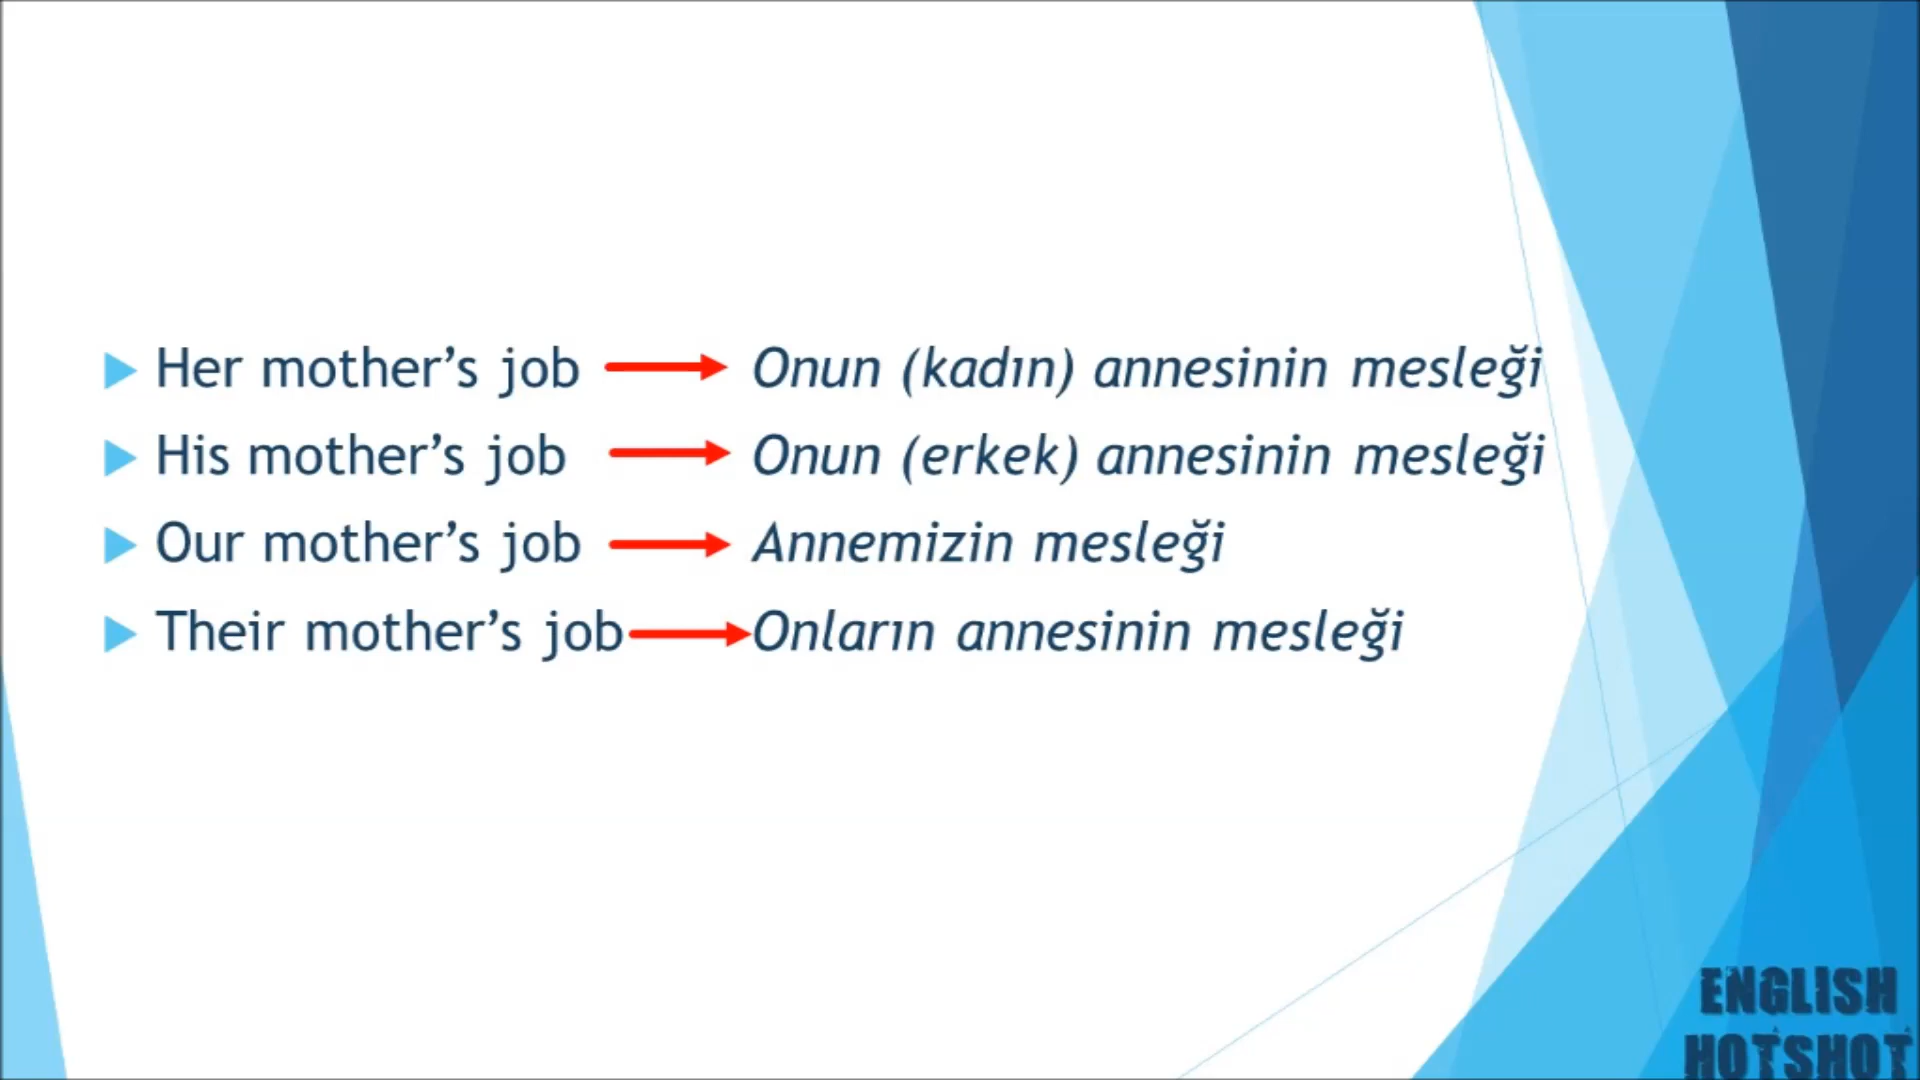 Her mother's job Onun (kadın) annesinin mesleği
His mother's job Onun (erkek) annesinin mesleği
Our mother's job Annemizin mesleği
Their mother's job Onların annesinin mesleği
ENGLISH
HOTSHOT